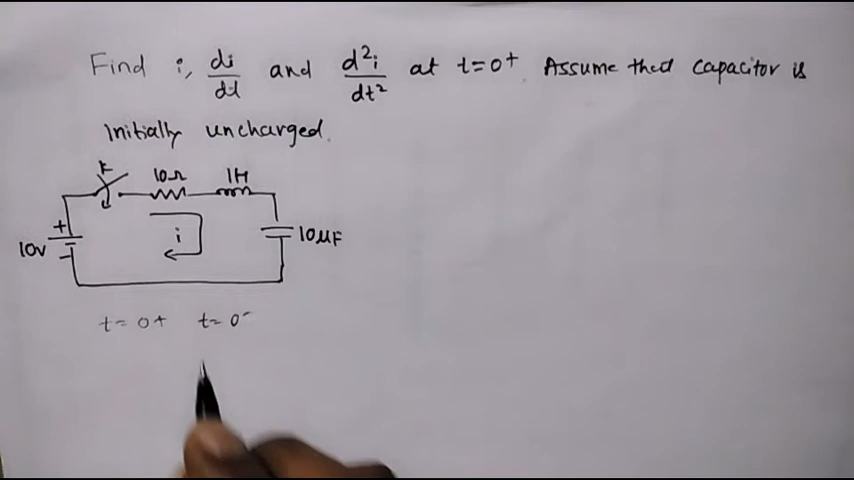 Find i, di/dt and d²i/dt² at t=0⁺. Assume that capacitor is
initially uncharged.
K
10Ω 1H
+
10V
-
i
10μF
t=0+ t=0⁻